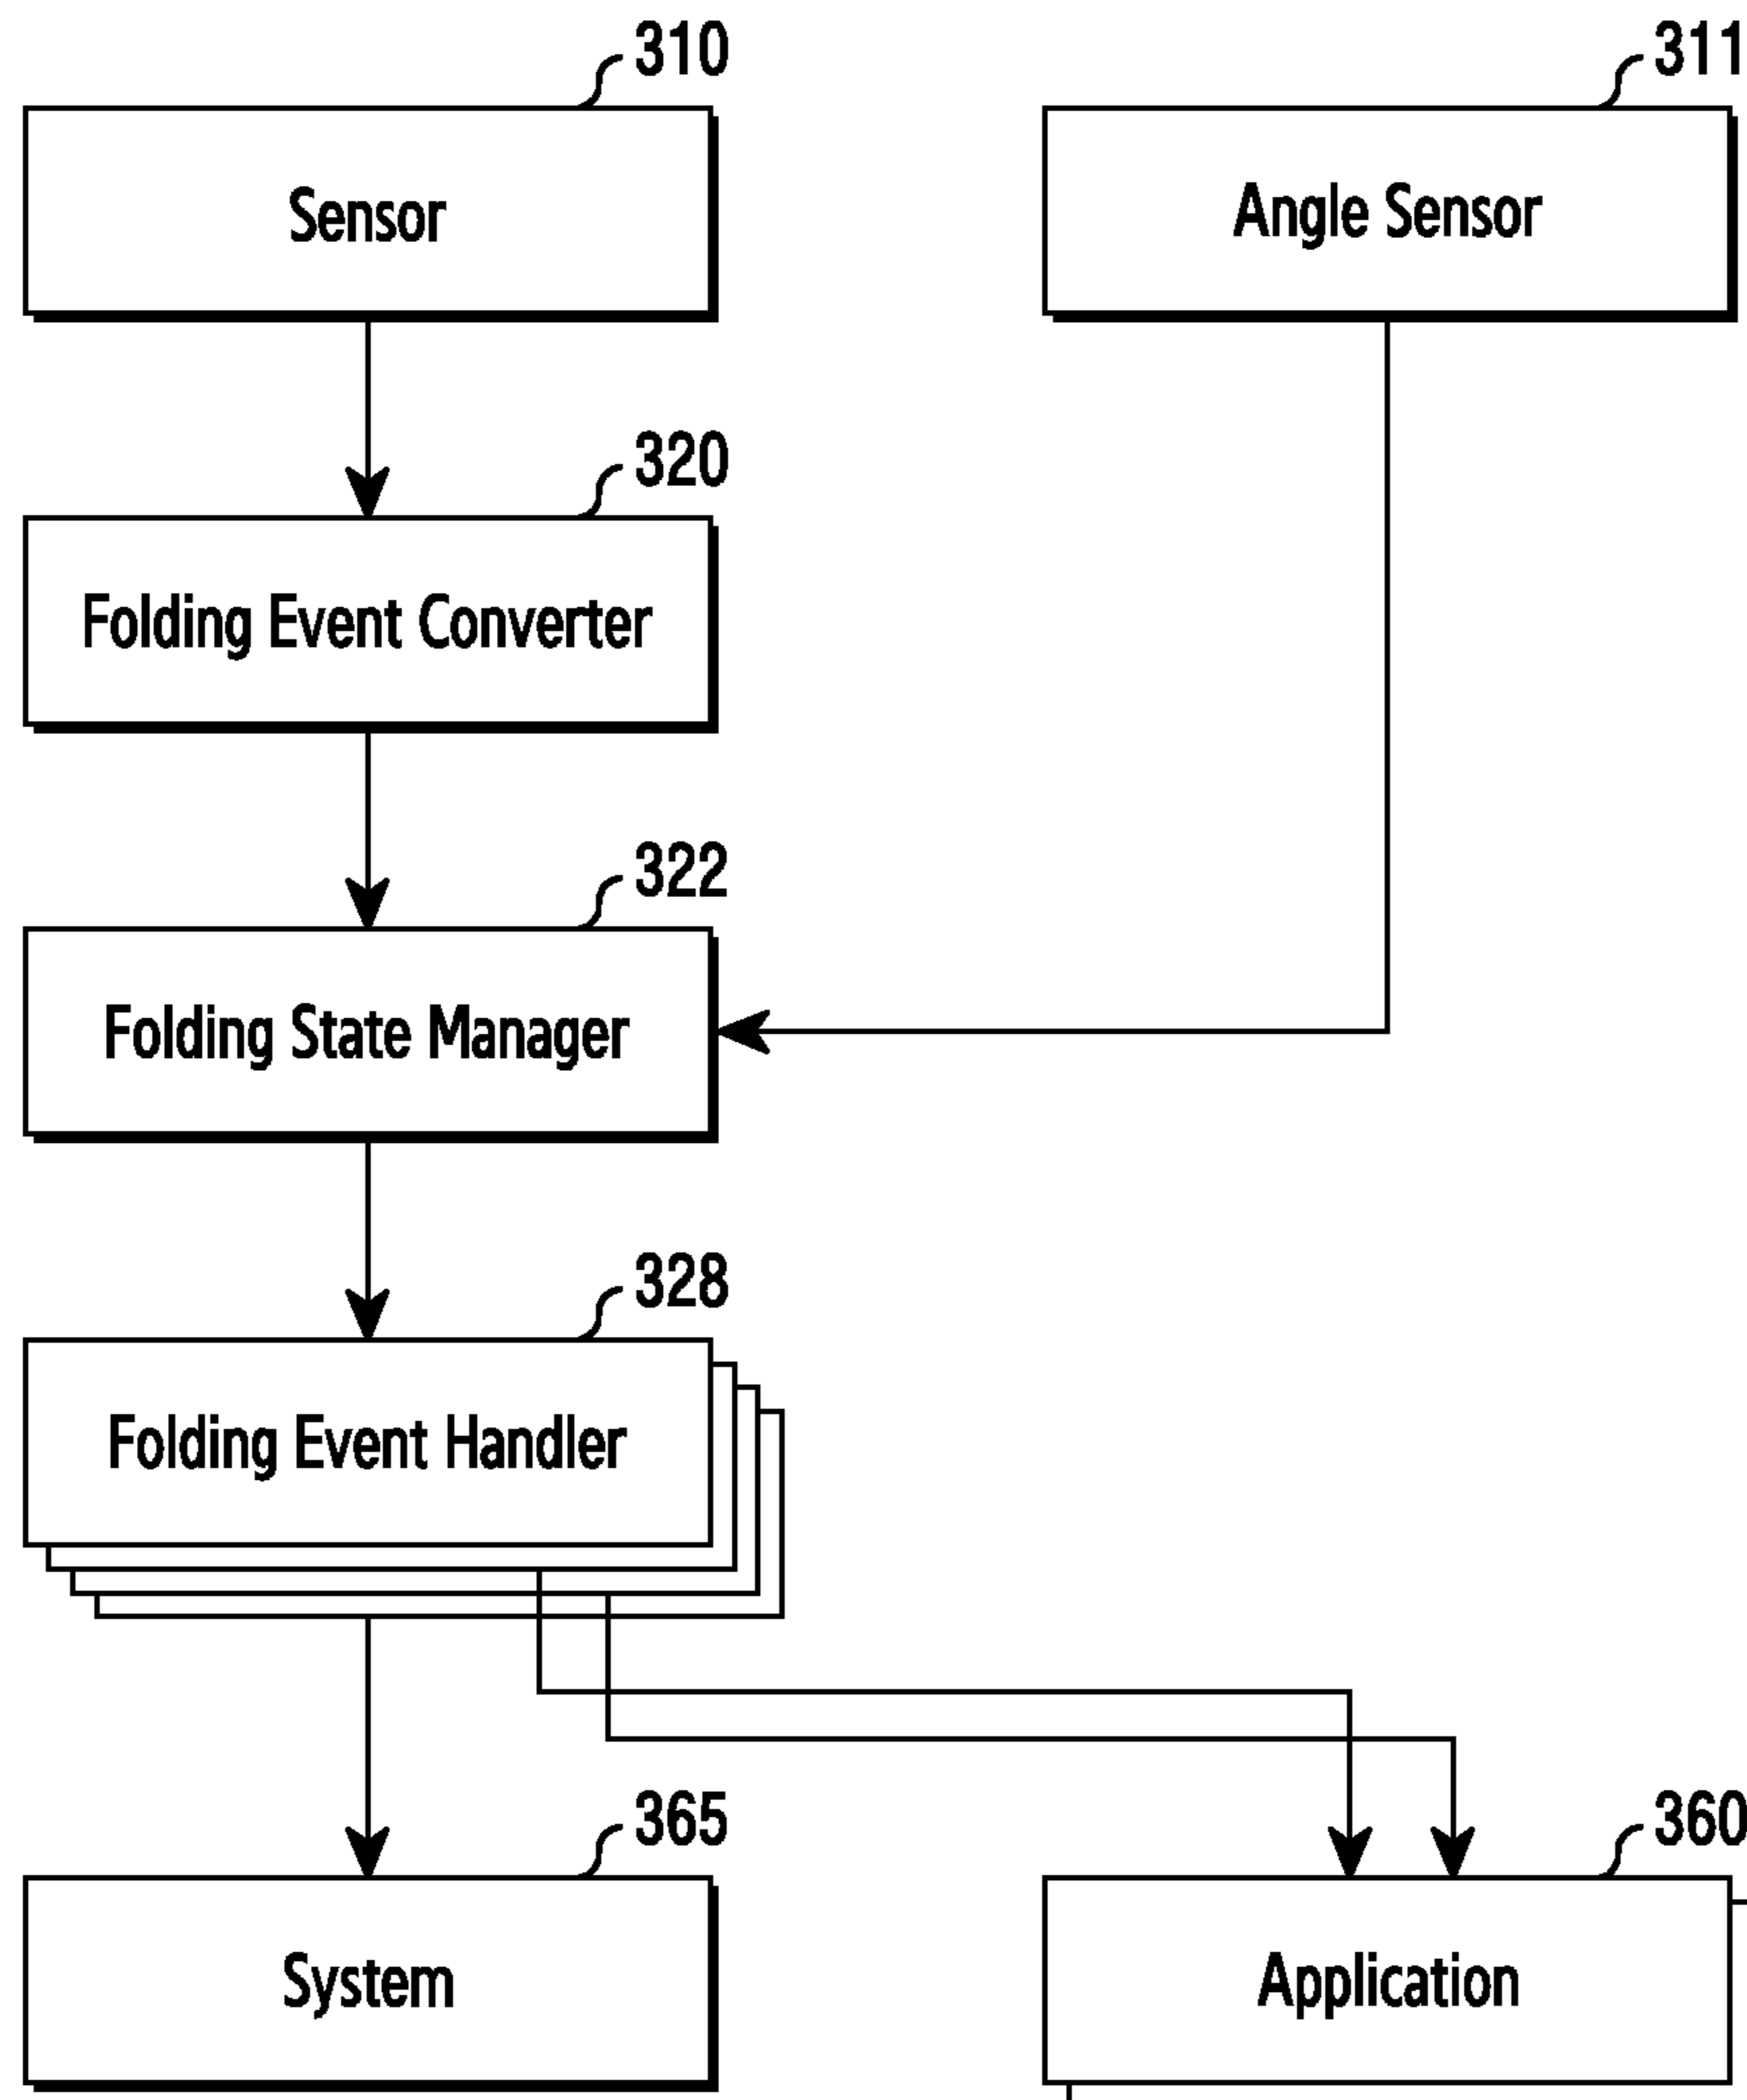 310
311
Sensor
Angle Sensor
320
Folding Event Converter
322
Folding State Manager
328
Folding Event Handler
365
360
System
Application